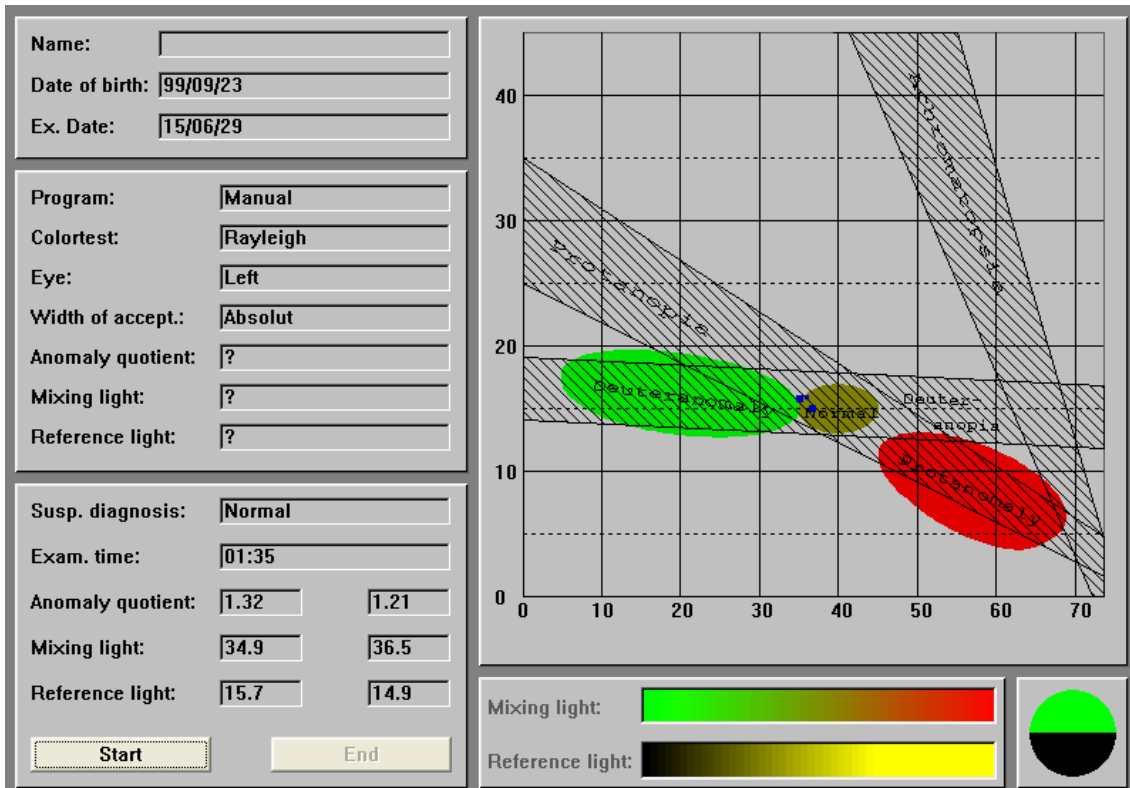 Name:
Date of birth: 99/09/23
Ex. Date: 15/06/29
Program: Manual
Colortest: Rayleigh
Eye: Left
Width of accept.: Absolut
Anomaly quotient: ?
Mixing light: ?
Reference light: ?
Susp. diagnosis: Normal
Exam. time: 01:35
Anomaly quotient: 1.32 1.21
Mixing light: 34.9 36.5
Reference light: 15.7 14.9
Start End
40
30
20
10
0
0 10 20 30 40 50 60 70
Achromatopsie
Protanopia
Deuteranomaly
Normal
Deuter-
anopia
Protanomaly
Mixing light:
Reference light: